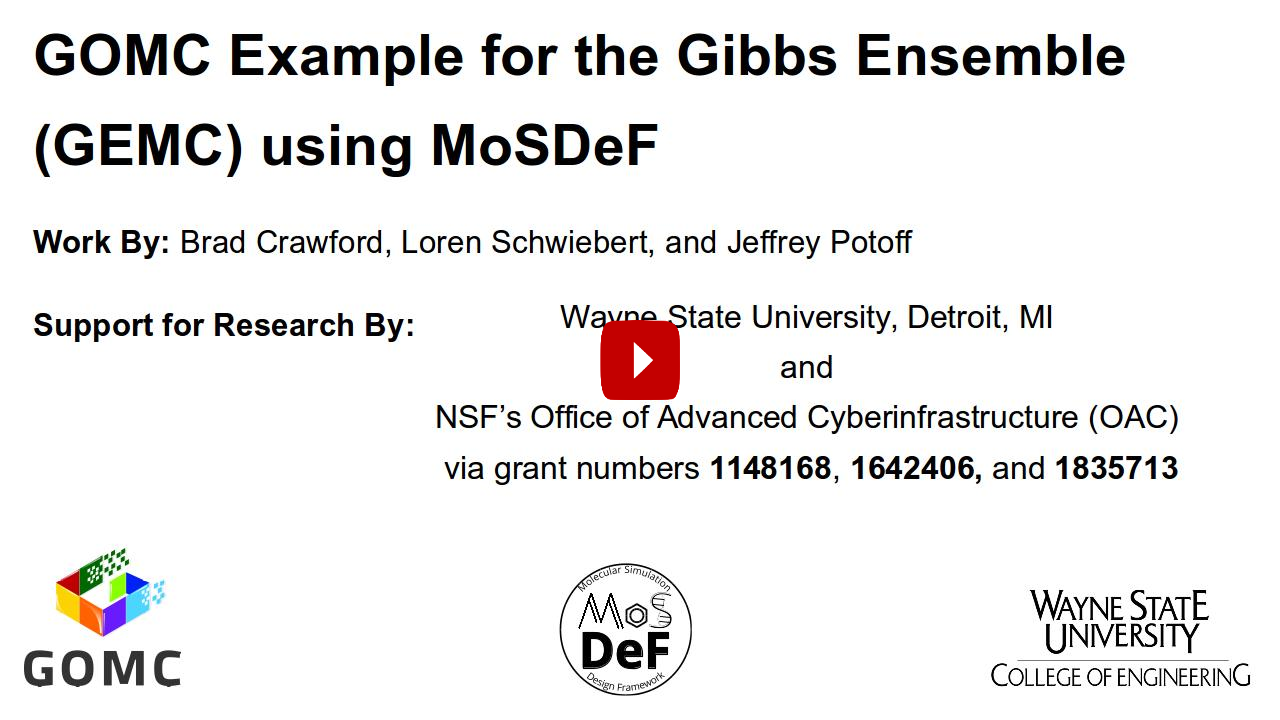 GOMC Example for the Gibbs Ensemble
(GEMC) using MoSDeF
Work By: Brad Crawford, Loren Schwiebert, and Jeffrey Potoff
Support for Research By:
Wayne State University, Detroit, MI
and
NSF’s Office of Advanced Cyberinfrastructure (OAC)
via grant numbers 1148168, 1642406, and 1835713
GOMC
Molecular Simulation
MoS
DeF
Design Framework
WAYNE STATE
UNIVERSITY
COLLEGE OF ENGINEERING